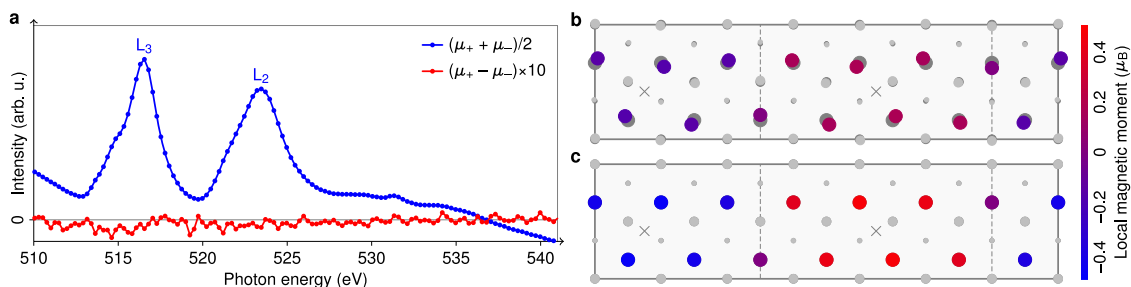 a
L3
L2
(μ+ + μ−)/2
(μ+ − μ−)×10
Intensity (arb. u.)
0
510
515
520
525
530
535
540
Photon energy (eV)
b
c
0.4
0.2
0
−0.2
−0.4
Local magnetic moment (μB)